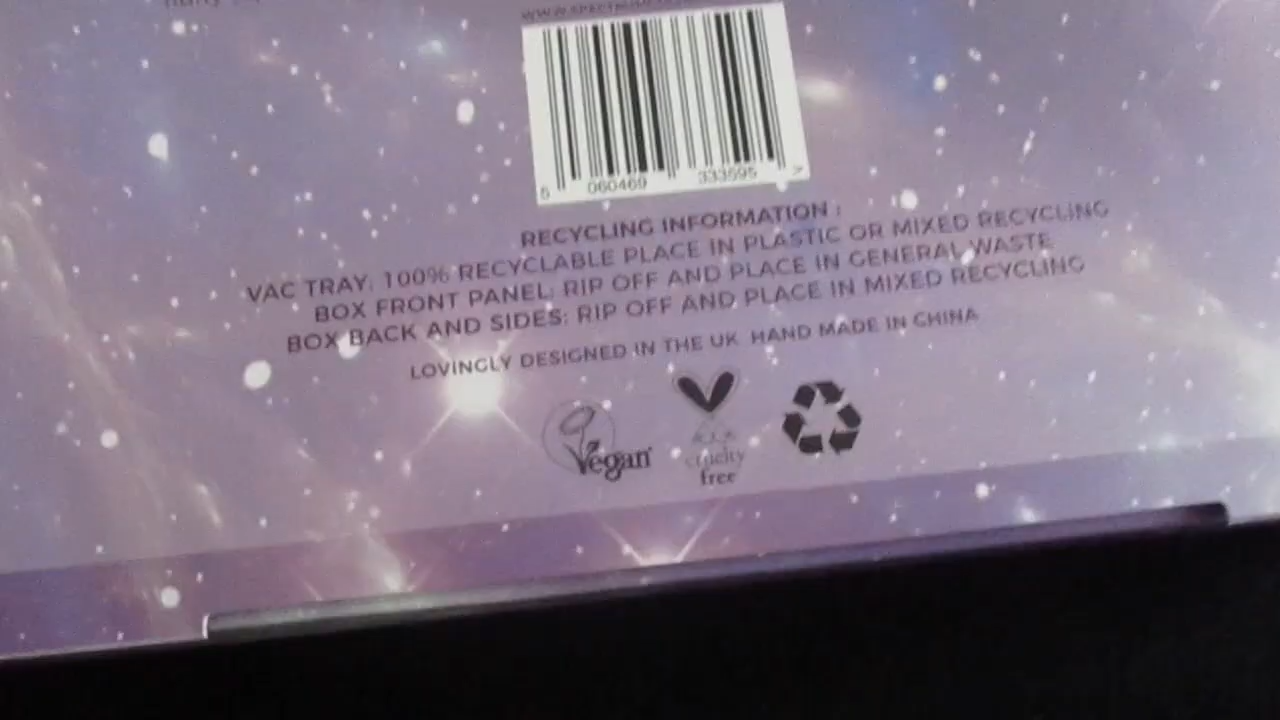 5 060469 333595 >
RECYCLING INFORMATION :
VAC TRAY: 100% RECYCLABLE PLACE IN PLASTIC OR MIXED RECYCLING
BOX FRONT PANEL: RIP OFF AND PLACE IN GENERAL WASTE
BOX BACK AND SIDES: RIP OFF AND PLACE IN MIXED RECYCLING
LOVINGLY DESIGNED IN THE UK HAND MADE IN CHINA
Vegan
cruelty
free